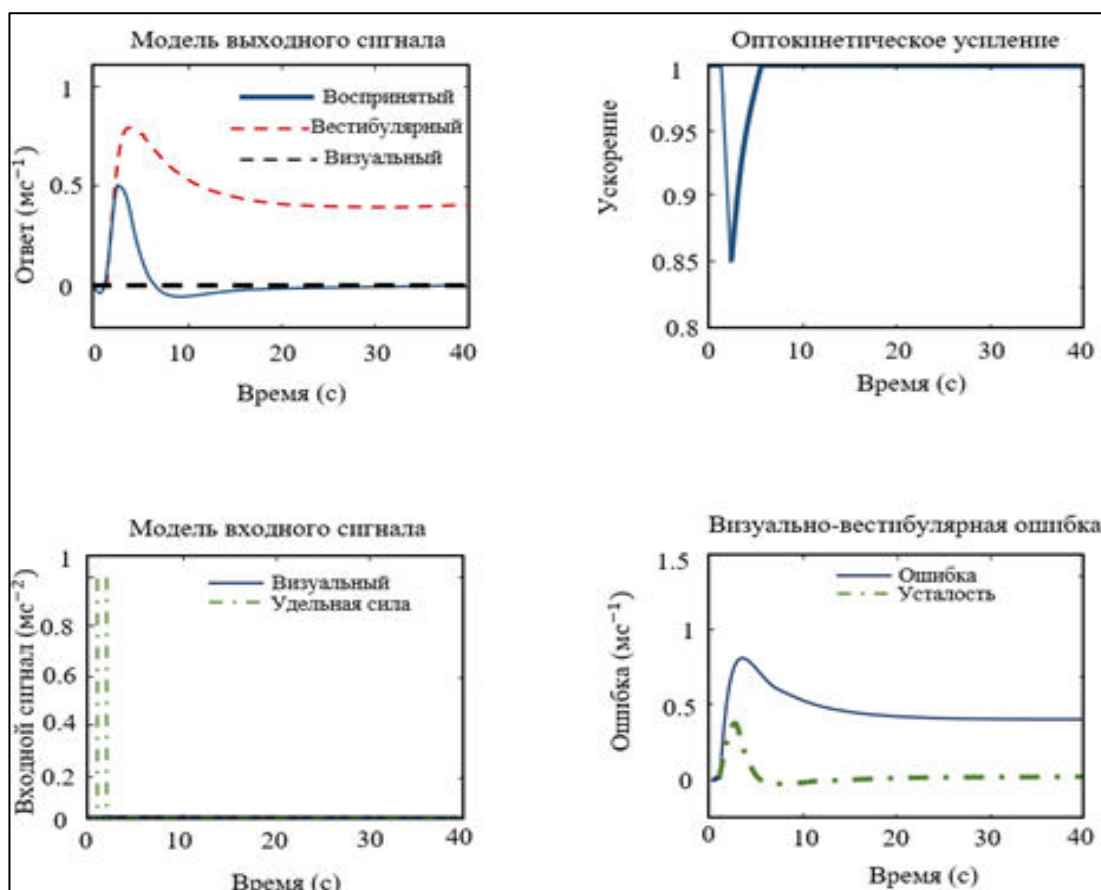 Модель выходного сигнала
1
0.5
0
Ответ (мс⁻¹)
Воспринятый
Вестибулярный
Визуальный
0 10 20 30 40
Время (с)
Оптокинетическое усиление
1
0.95
0.9
0.85
0.8
Ускорение
0 10 20 30 40
Время (с)
Модель входного сигнала
1
0.8
0.6
0.4
0.2
0
Входной сигнал (мс⁻²)
Визуальный
Удельная сила
0 10 20 30 40
Время (с)
Визуально-вестибулярная ошибка
1.5
1
0.5
0
Ошибка (мс⁻¹)
Ошибка
Усталость
0 10 20 30 40
Время (с)